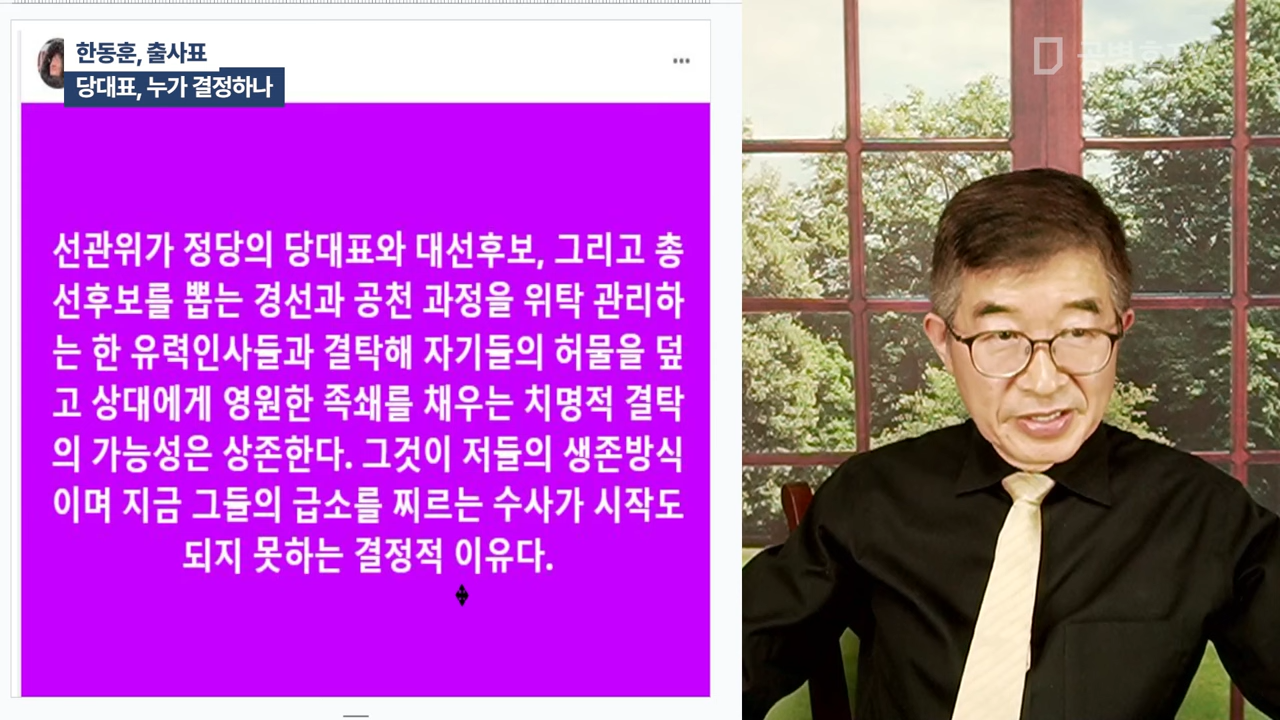 한동훈, 출사표
당대표, 누가 결정하나
선관위가 정당의 당대표와 대선후보, 그리고 총
선후보를 뽑는 경선과 공천 과정을 위탁 관리하
는 한 유력인사들과 결탁해 자기들의 허물을 덮
고 상대에게 영원한 족쇄를 채우는 치명적 결탁
의 가능성은 상존한다. 그것이 저들의 생존방식
이며 지금 그들의 급소를 찌르는 수사가 시작도
되지 못하는 결정적 이유다.